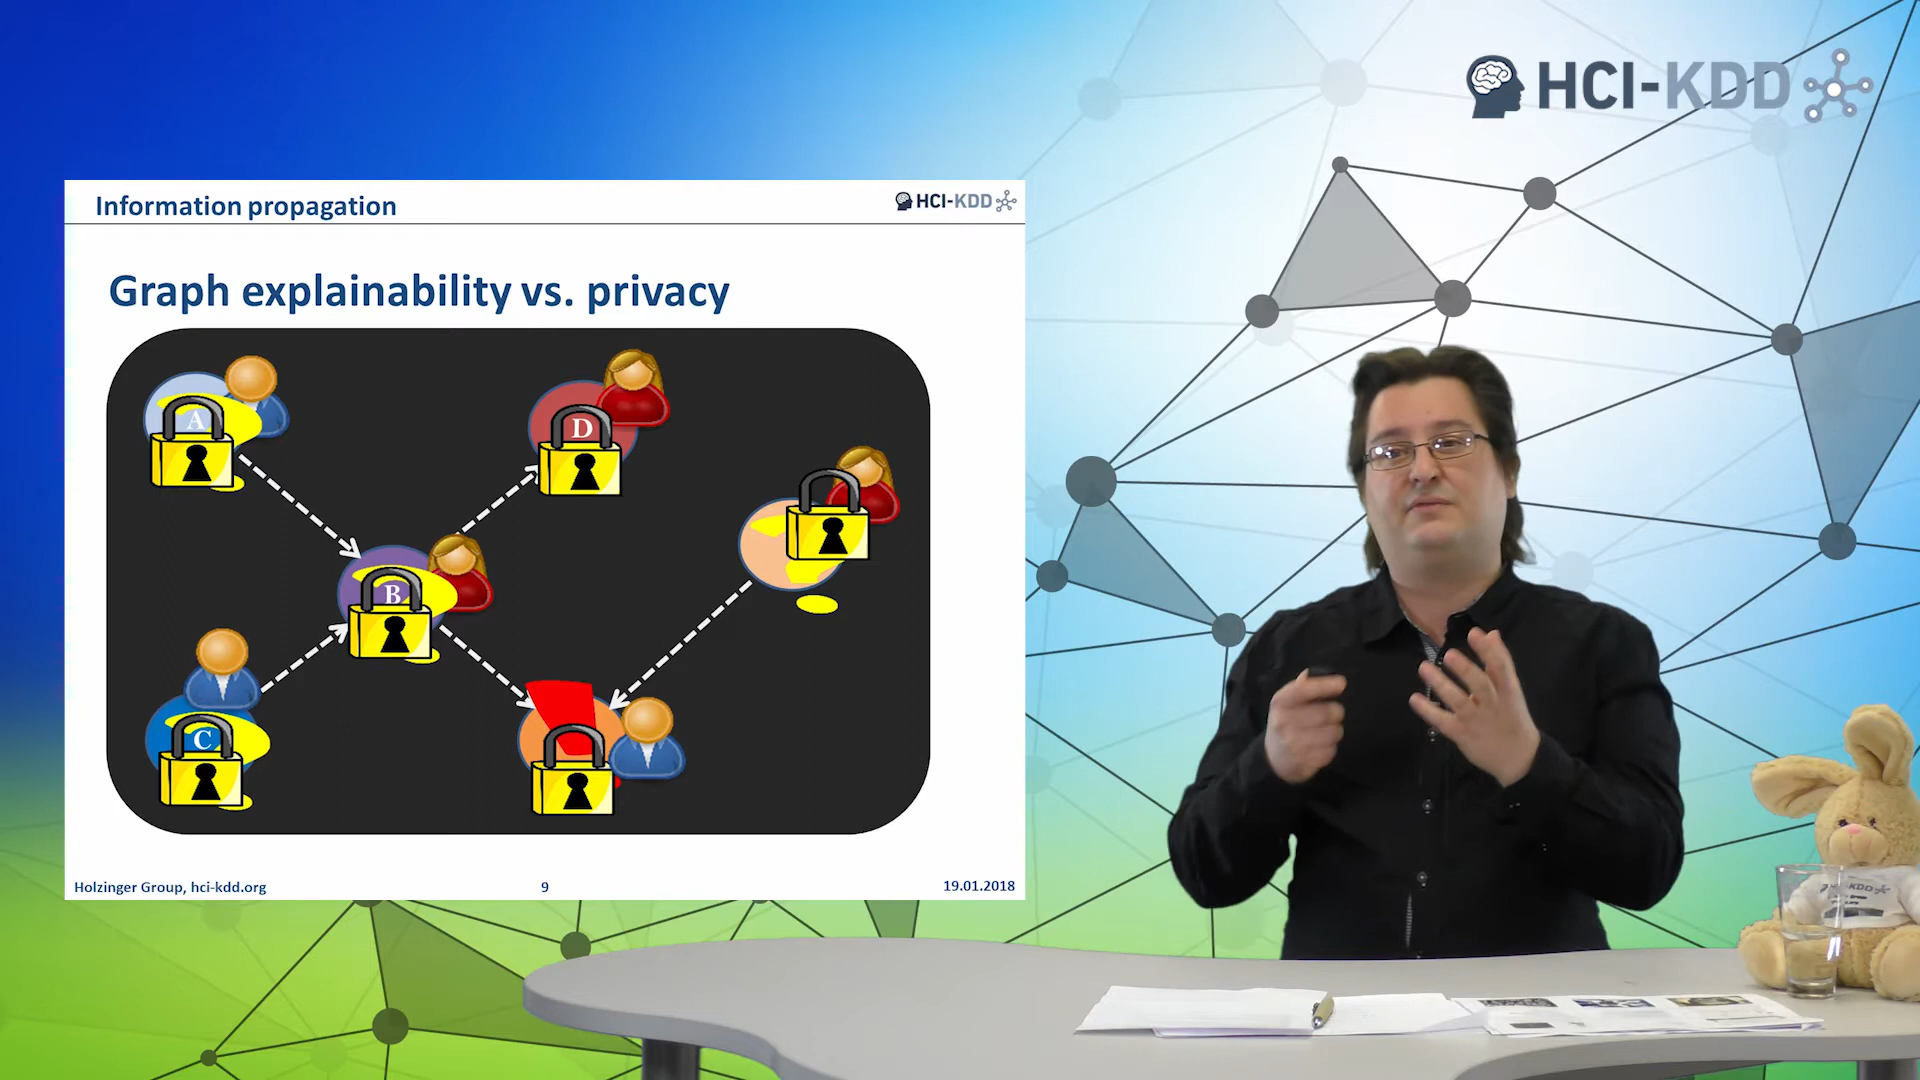 HCI-KDD
Information propagation
HCI-KDD
Graph explainability vs. privacy
A
D
B
C
Holzinger Group, hci-kdd.org
9
19.01.2018